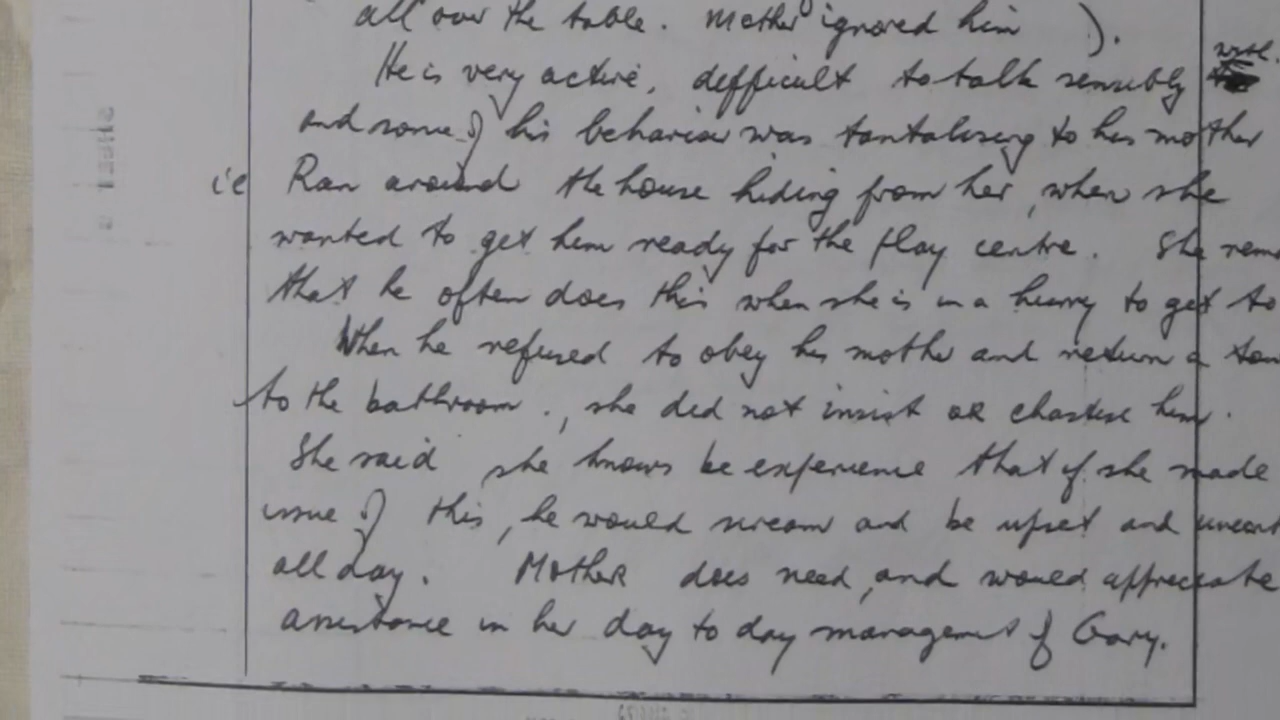 all over the table. Mother ignored him ).
He is very active, defficult to talk sensibly with.
and some of his behaviour was tantalising to his mother
ie Ran around the house hiding from her, when she
wanted to get him ready for the play centre. She
that he often does this when she is in a hurry to get to
When he refused to obey his mother and return a
to the bathroom., she did not insist or chastise him.
She said she knows be experience that if she made
issue of this, he would scream and be upset and
all day. Mother does need, and would appreciate
assistance in her day to day management of Gary.